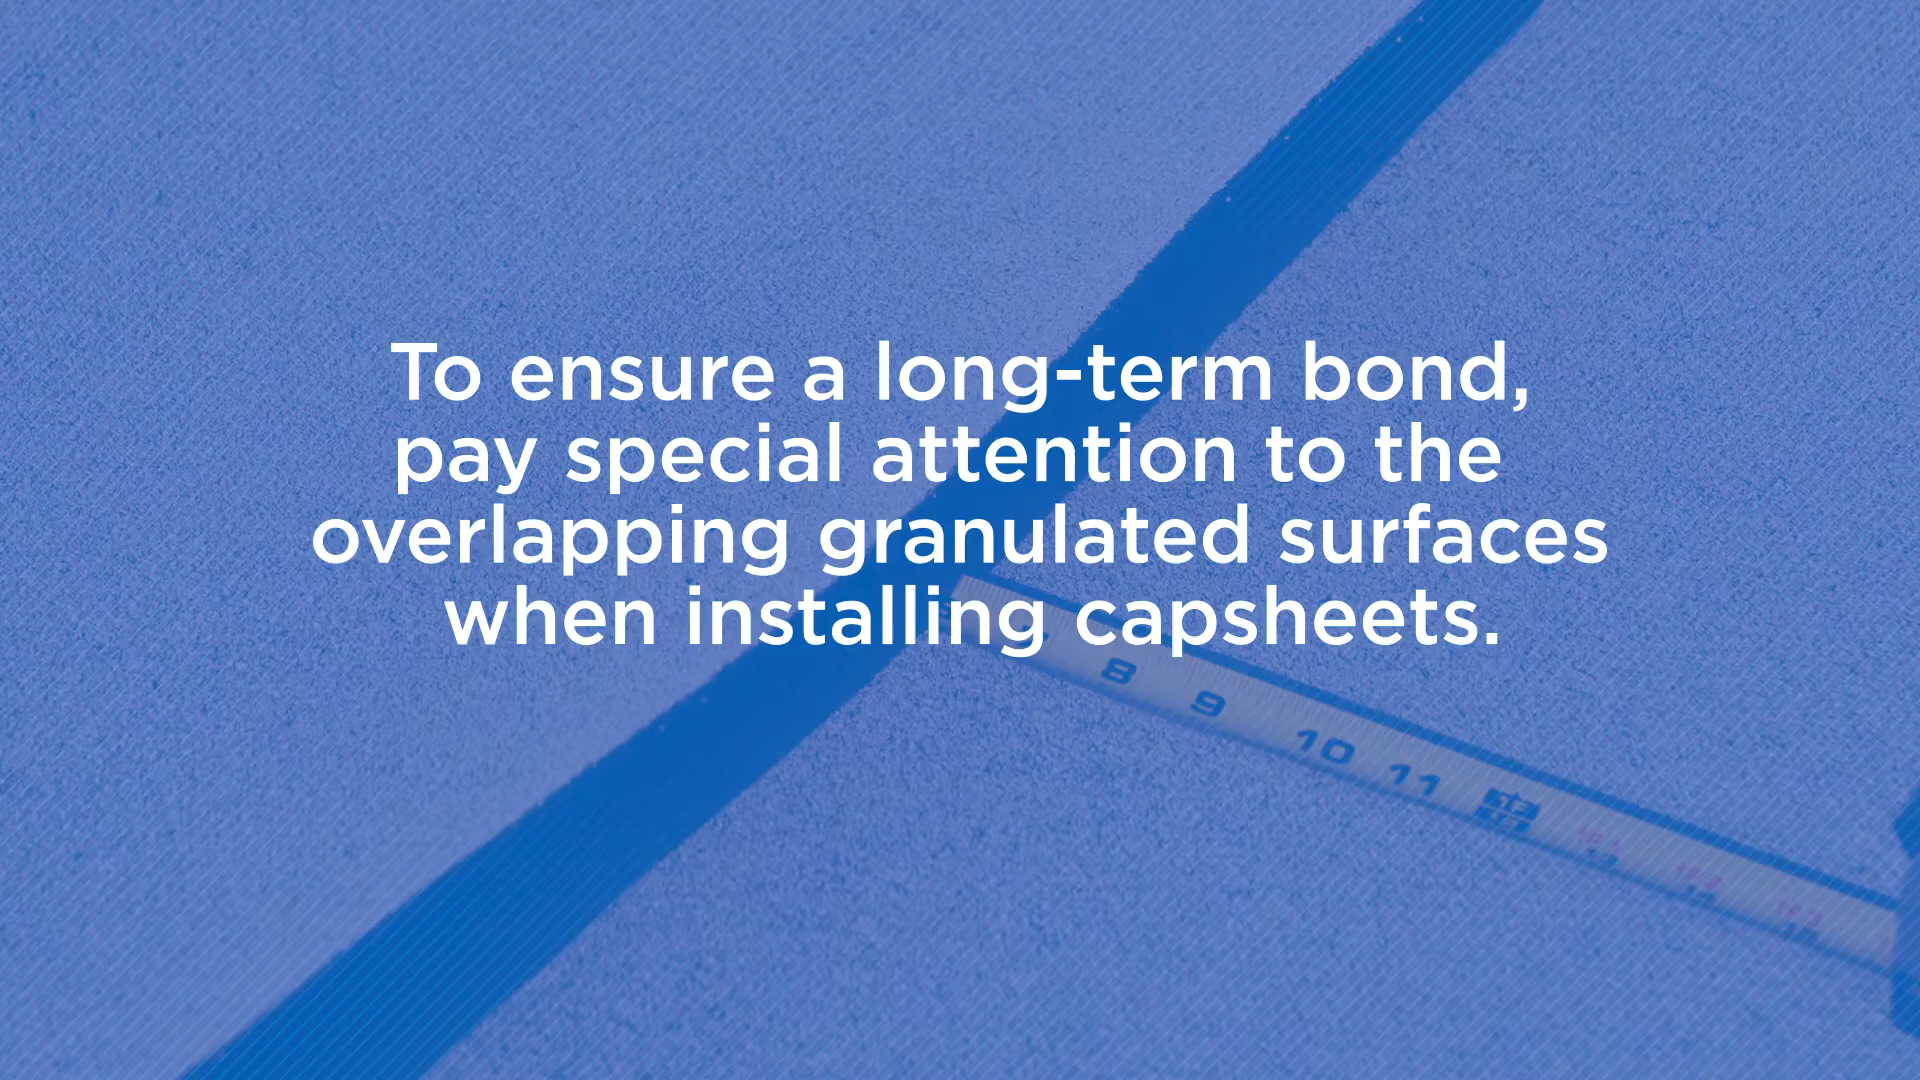 To ensure a long-term bond,
pay special attention to the
overlapping granulated surfaces
when installing capsheets.
8 9 10 11 12